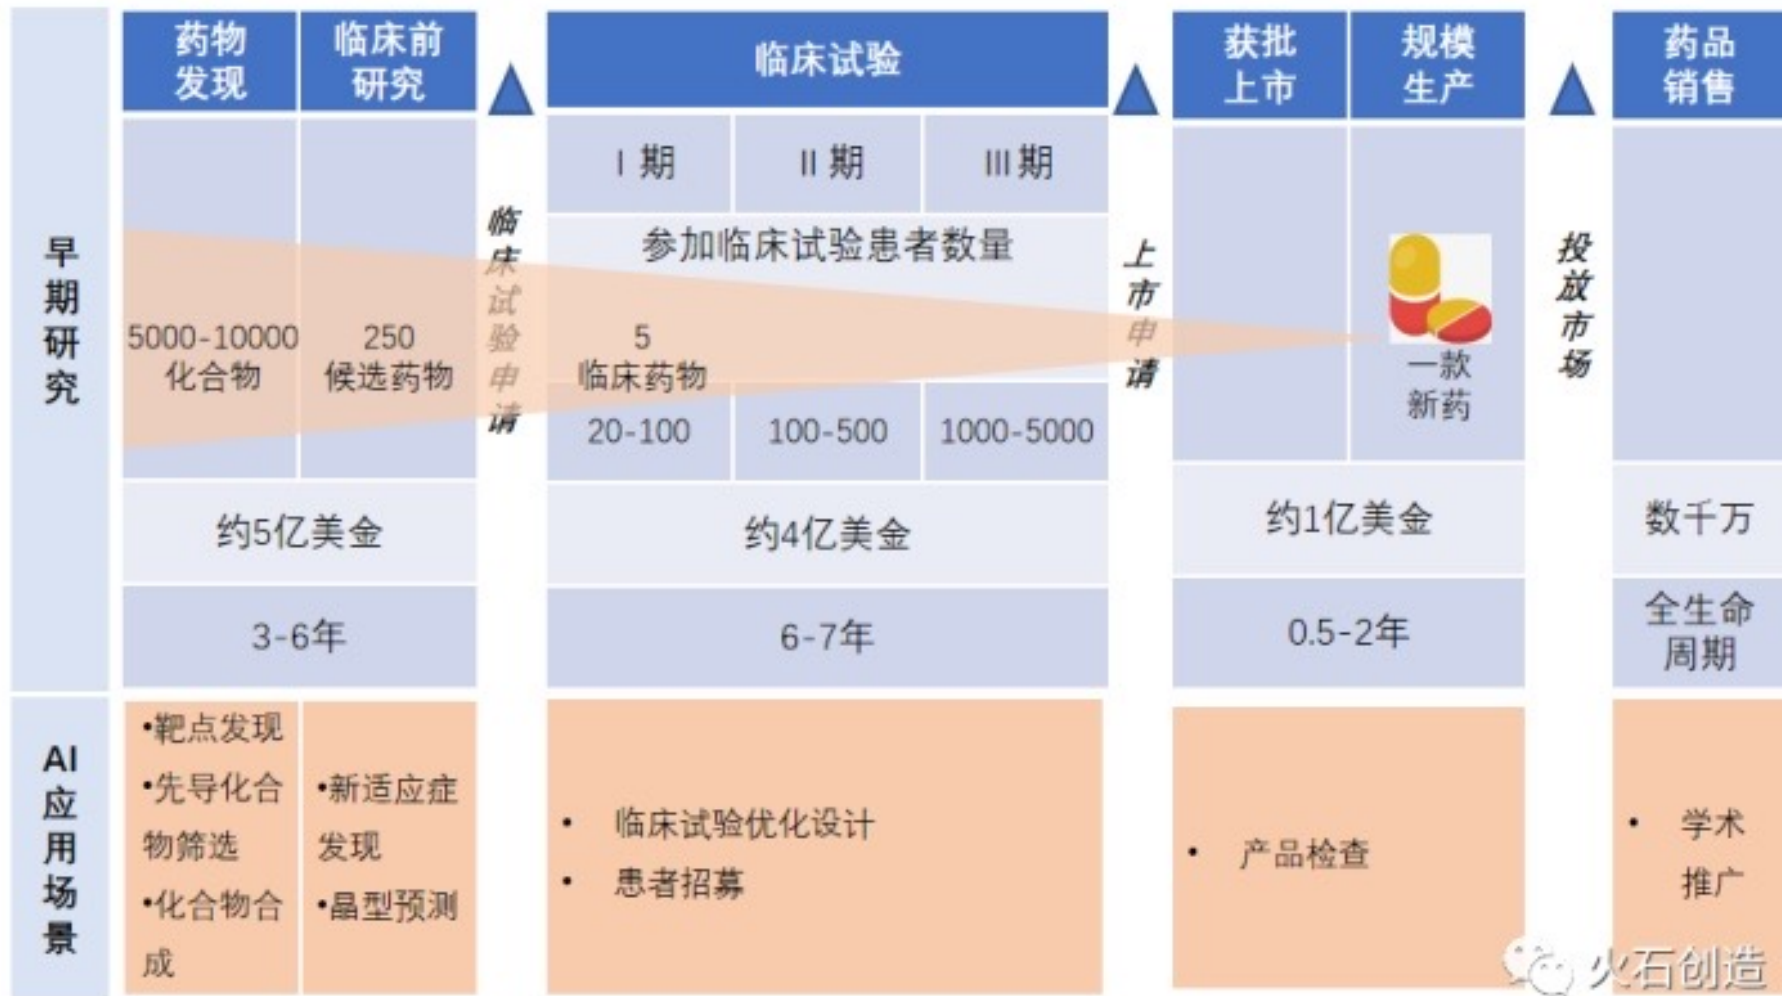 药物
发现
临床前
研究
临床试验
获批
上市
规模
生产
药品
销售
早期研究
I 期
II 期
III 期
参加临床试验患者数量
5000-10000
化合物
250
候选药物
临床试验申请
5
临床药物
20-100
100-500
1000-5000
上市申请
一款
新药
投放市场
约5亿美金
约4亿美金
约1亿美金
数千万
3-6年
6-7年
0.5-2年
全生命
周期
AI应用场景
•靶点发现
•先导化合
物筛选
•化合物合
成
•新适应症
发现
•晶型预测
• 临床试验优化设计
• 患者招募
• 产品检查
• 学术
推广
火石创造